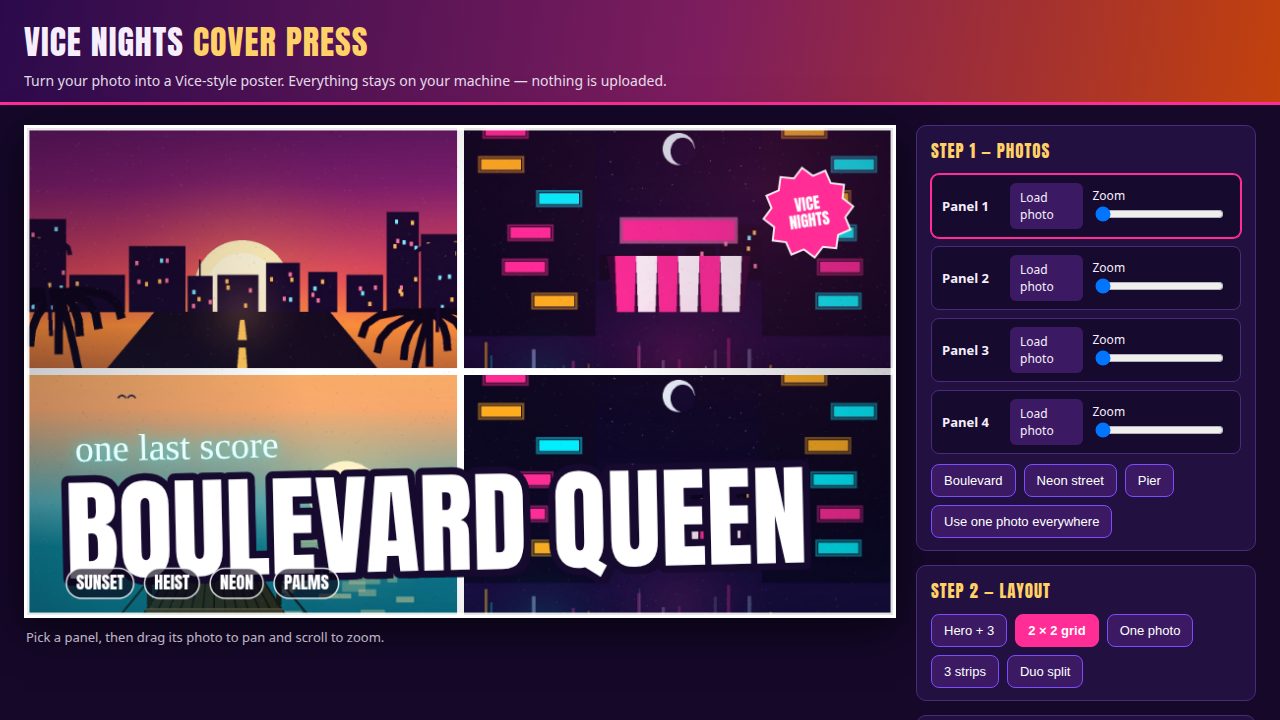 VICE NIGHTS COVER PRESS
Turn your photo into a Vice-style poster. Everything stays on your machine — nothing is uploaded.
VICE
NIGHTS
one last score
BOULEVARD QUEEN
SUNSET HEIST NEON PALMS
Pick a panel, then drag its photo to pan and scroll to zoom.
STEP 1 – PHOTOS
Panel 1
Load
photo
Zoom
Panel 2
Load
photo
Zoom
Panel 3
Load
photo
Zoom
Panel 4
Load
photo
Zoom
Boulevard Neon street Pier
Use one photo everywhere
STEP 2 – LAYOUT
Hero + 3 2 × 2 grid One photo
3 strips Duo split